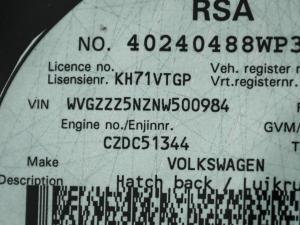 RSA
NO. 40240488WP3
Licence no. Veh. register n
Lisensienr. KH71VTGP Vrt.registernr.
VIN WVGZZZ5NZNW500984
Engine no./Enjinnr. GVM/
CZDC51344
Make VOLKSWAGEN
Description Hatch back / Luikrug